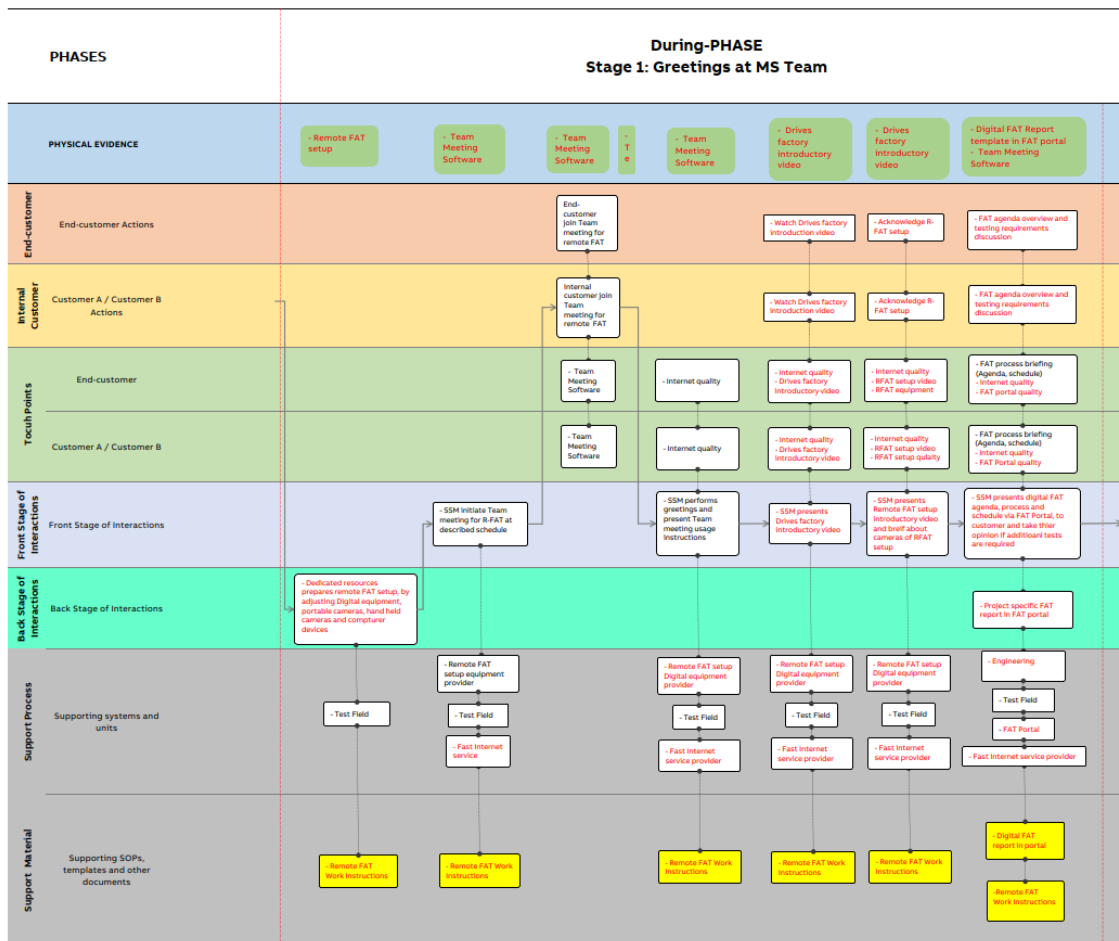 PHASES
During-PHASE
Stage 1: Greetings at MS Team
PHYSICAL EVIDENCE
- Remote FAT
setup
- Team
Meeting
Software
- Team
Meeting
Software
- T
e
- Team
Meeting
Software
- Drives
factory
introductory
video
- Drives
factory
introductory
video
- Digital FAT Report
template in FAT portal
- Team Meeting
Software
End-customer
End-customer Actions
End-
customer
join Team
meeting for
remote FAT
- Watch Drives factory
introduction video
- Acknowledge R-
FAT setup
- FAT agenda overview and
testing requirements
discussion
Internal
Customer
Customer A / Customer B
Actions
Internal
customer join
Team
meeting for
remote FAT
- Watch Drives factory
introduction video
- Acknowledge R-
FAT setup
- FAT agenda overview and
testing requirements
discussion
Tocuh Points
End-customer
- Team
Meeting
Software
- Internet quality
- Internet quality
- Drives factory
Introductory video
- Internet quality
- RFAT setup video
- RFAT equipment
- FAT process briefing
(Agenda, schedule)
- Internet quality
- FAT portal quality
Customer A / Customer B
- Team
Meeting
Software
- Internet quality
- Internet quality
- Drives factory
Introductory video
- Internet quality
- RFAT setup video
- RFAT setup qulaity
- FAT process briefing
(Agenda, schedule)
- Internet quality
- FAT Portal quality
Front Stage of
Interactions
Front Stage of Interactions
- SSM initiate Team
meeting for R-FAT at
described schedule
- SSM performs
greetings and
present Team
meeting usage
instructions
- SSM presents
Drives factory
Introductory video
- SSM presents
Remote FAT setup
Introductory video
and breif about
cameras of RFAT
setup
- SSM presents digital FAT
agenda, process and
schedule via FAT Portal, to
customer and take thier
opinion if additioanl tests
are required
Back Stage of
Interactions
Back Stage of Interactions
- Dedicated resources
prepares remote FAT setup, by
adjusting Digital equipment,
portable cameras, hand held
cameras and compturer
devices
- Project specific FAT
report in FAT portal
Support Process
Supporting systems and
units
- Test Field
- Remote FAT
setup equipment
provider
- Test Field
- Fast Internet
service
- Remote FAT setup
Digital equipment
provider
- Test Field
- Fast Internet
service provider
- Remote FAT setup
Digital equipment
provider
- Test Field
- Fast Internet
service provider
- Remote FAT setup
Digital equipment
provider
- Test Field
- Fast Internet
service provider
- Engineering
- Test Field
- FAT Portal
- Fast Internet service provider
Support Material
Supporting SOPs,
templates and other
documents
- Remote FAT
Work Instructions
- Remote FAT Work
Instructions
- Remote FAT Work
Instructions
- Remote FAT Work
Instructions
- Remote FAT Work
Instructions
- Digital FAT
report in portal
-Remote FAT
Work Instructions